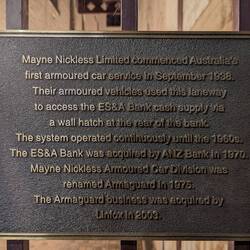 Mayne Nickless Limited commenced Australia's
first armoured car service in September 1938.
Their armoured vehicles used this laneway
to access the ES&A Bank cash supply via
a wall hatch at the rear of the bank.
The system operated continuously until the 1960s.
The ES&A Bank was acquired by ANZ Bank in 1970.
Mayne Nickless Armoured Car Division was
renamed Armaguard in 1975.
The Armaguard business was acquired by
Linfox in 2003.